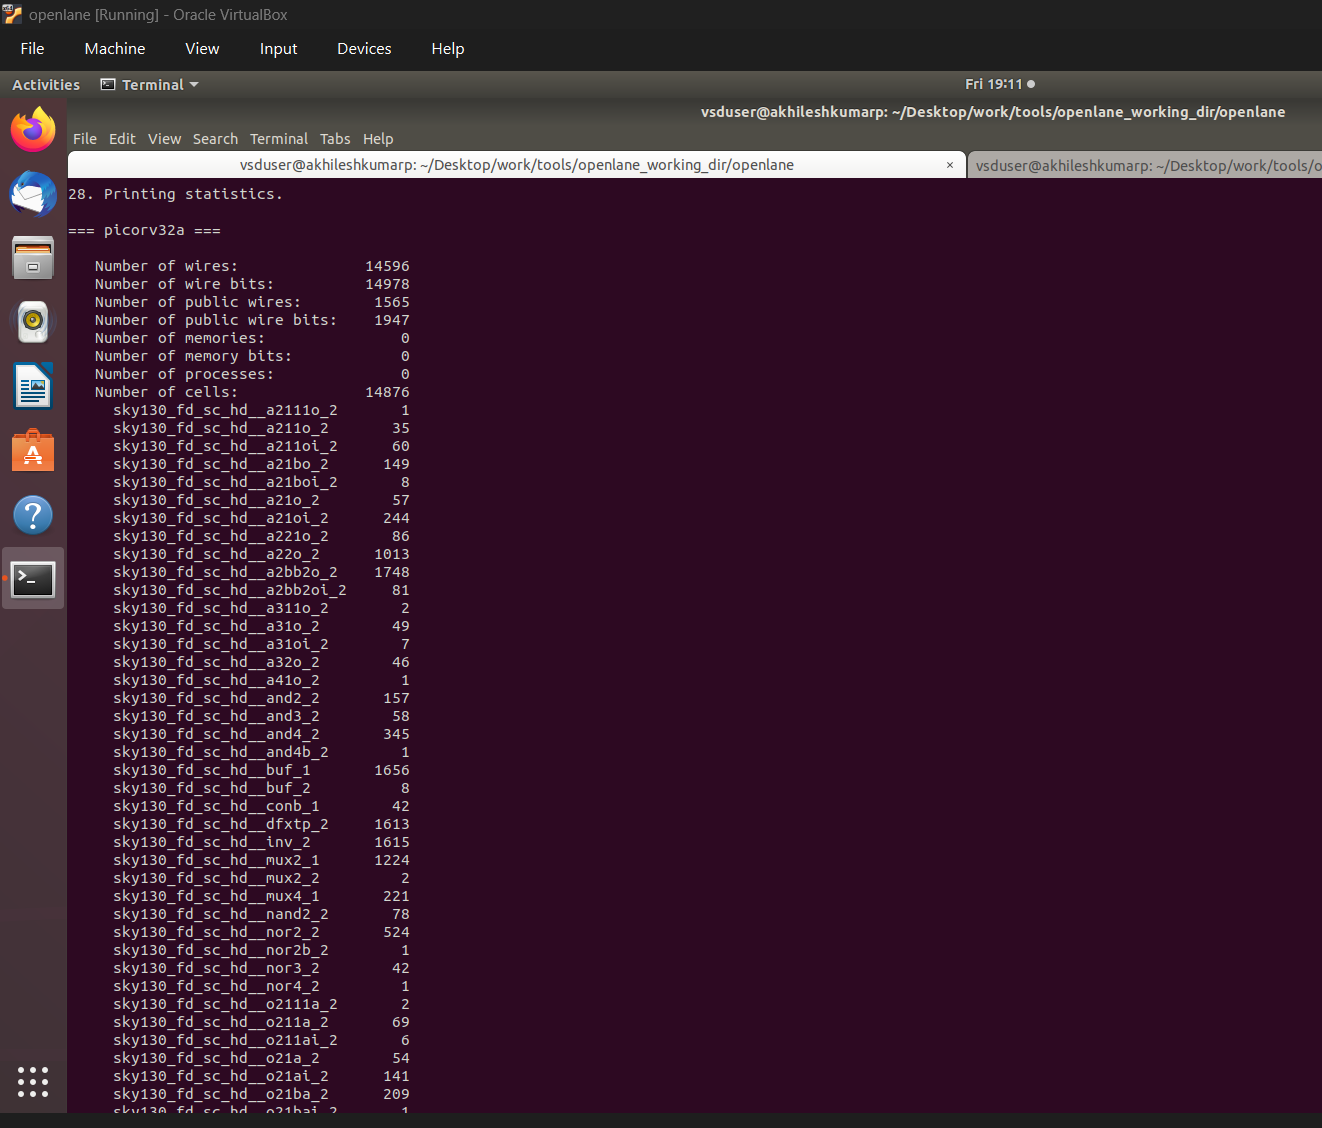 openlane [Running] - Oracle VirtualBox
File Machine View Input Devices Help
Activities Terminal Fri 19:11
vsduser@akhileshkumarp: ~/Desktop/work/tools/openlane_working_dir/openlane
File Edit View Search Terminal Tabs Help
vsduser@akhileshkumarp: ~/Desktop/work/tools/openlane_working_dir/openlane × vsduser@akhileshkumarp: ~/Desktop/work/tools/o
28. Printing statistics.
=== picorv32a ===
Number of wires: 14596
Number of wire bits: 14978
Number of public wires: 1565
Number of public wire bits: 1947
Number of memories: 0
Number of memory bits: 0
Number of processes: 0
Number of cells: 14876
sky130_fd_sc_hd__a2111o_2 1
sky130_fd_sc_hd__a211o_2 35
sky130_fd_sc_hd__a211oi_2 60
sky130_fd_sc_hd__a21bo_2 149
sky130_fd_sc_hd__a21boi_2 8
sky130_fd_sc_hd__a21o_2 57
sky130_fd_sc_hd__a21oi_2 244
sky130_fd_sc_hd__a221o_2 86
sky130_fd_sc_hd__a22o_2 1013
sky130_fd_sc_hd__a2bb2o_2 1748
sky130_fd_sc_hd__a2bb2oi_2 81
sky130_fd_sc_hd__a311o_2 2
sky130_fd_sc_hd__a31o_2 49
sky130_fd_sc_hd__a31oi_2 7
sky130_fd_sc_hd__a32o_2 46
sky130_fd_sc_hd__a41o_2 1
sky130_fd_sc_hd__and2_2 157
sky130_fd_sc_hd__and3_2 58
sky130_fd_sc_hd__and4_2 345
sky130_fd_sc_hd__and4b_2 1
sky130_fd_sc_hd__buf_1 1656
sky130_fd_sc_hd__buf_2 8
sky130_fd_sc_hd__conb_1 42
sky130_fd_sc_hd__dfxtp_2 1613
sky130_fd_sc_hd__inv_2 1615
sky130_fd_sc_hd__mux2_1 1224
sky130_fd_sc_hd__mux2_2 2
sky130_fd_sc_hd__mux4_1 221
sky130_fd_sc_hd__nand2_2 78
sky130_fd_sc_hd__nor2_2 524
sky130_fd_sc_hd__nor2b_2 1
sky130_fd_sc_hd__nor3_2 42
sky130_fd_sc_hd__nor4_2 1
sky130_fd_sc_hd__o2111a_2 2
sky130_fd_sc_hd__o211a_2 69
sky130_fd_sc_hd__o211ai_2 6
sky130_fd_sc_hd__o21a_2 54
sky130_fd_sc_hd__o21ai_2 141
sky130_fd_sc_hd__o21ba_2 209
sky130_fd_sc_hd__o21bai_2 1